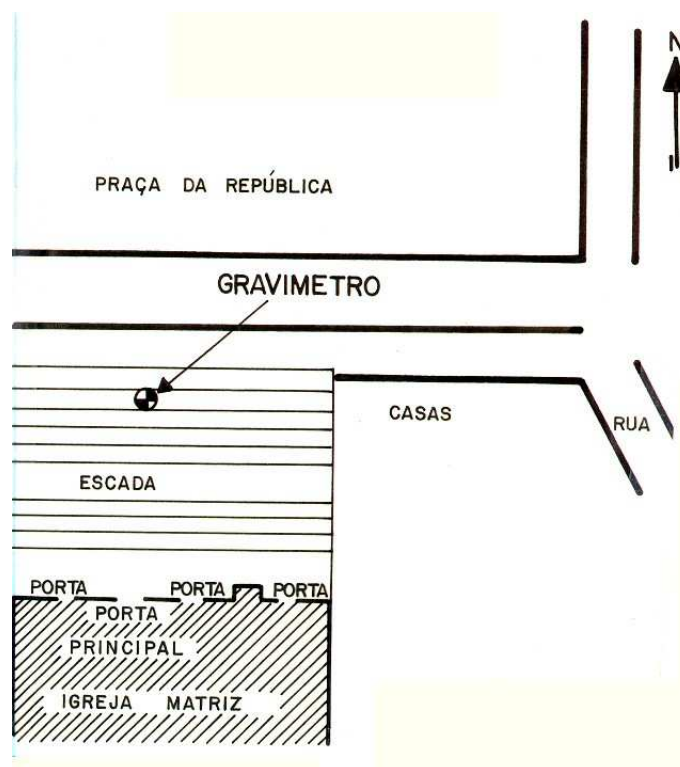 N
PRAÇA DA REPÚBLICA
GRAVIMETRO
CASAS
RUA
ESCADA
PORTA PORTA PORTA
PORTA
PRINCIPAL
IGREJA MATRIZ